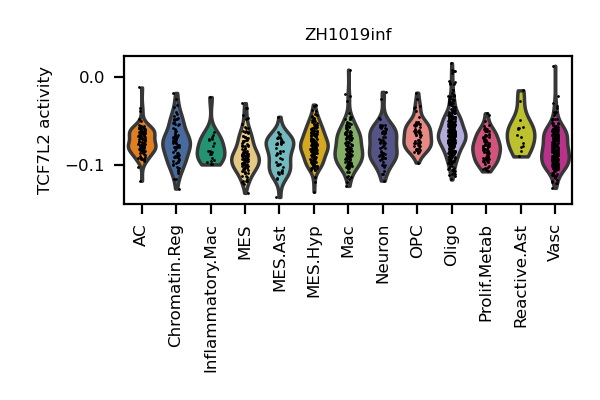 ZH1019inf
TCF7L2 activity
0.0
−0.1
AC
Chromatin.Reg
Inflammatory.Mac
MES
MES.Ast
MES.Hyp
Mac
Neuron
OPC
Oligo
Prolif.Metab
Reactive.Ast
Vasc